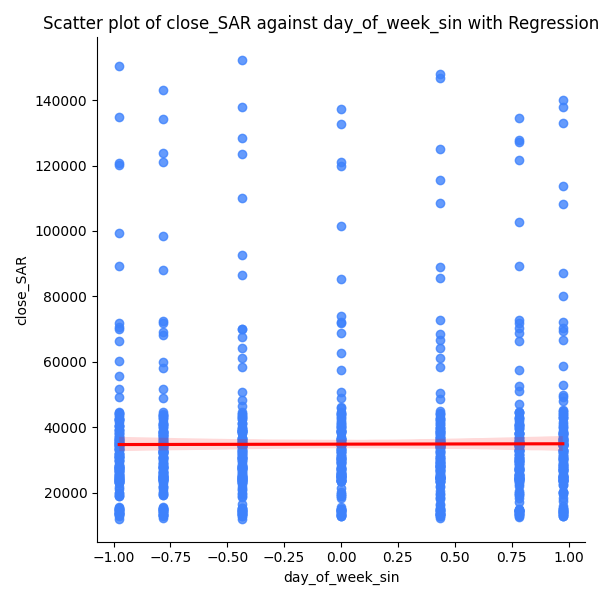 Scatter plot of close_SAR against day_of_week_sin with Regression
140000
120000
100000
80000
60000
40000
20000
close_SAR
−1.00 −0.75 −0.50 −0.25 0.00 0.25 0.50 0.75 1.00
day_of_week_sin